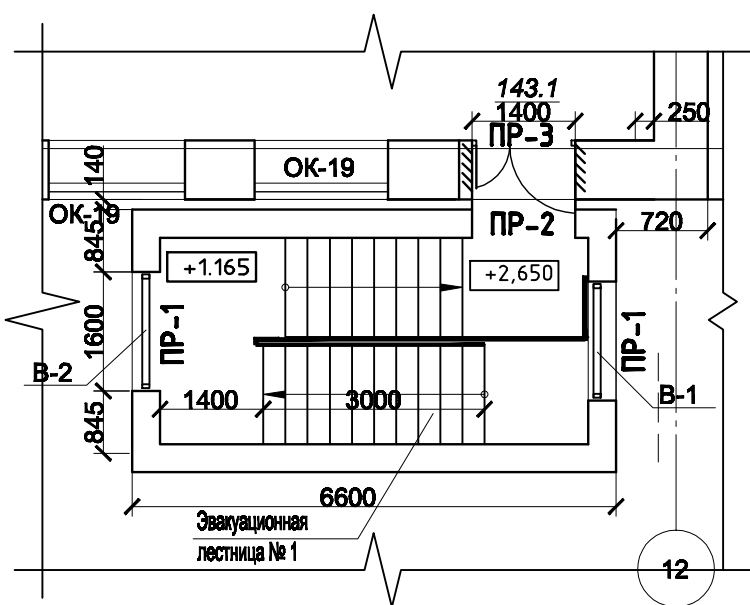 143.1
1400
250
ПР-3
140
ОК-19
ОК-19
ПР-2
720
845
+1.165
+2,650
1600
ПР-1
ПР-1
В-2
В-1
1400
3000
845
6600
Эвакуационная
лестница № 1
12